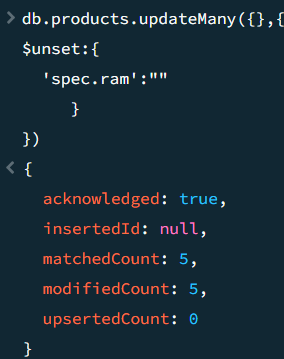 > db.products.updateMany({},{
$unset:{
'spec.ram':""
}
})
< {
acknowledged: true,
insertedId: null,
matchedCount: 5,
modifiedCount: 5,
upsertedCount: 0
}